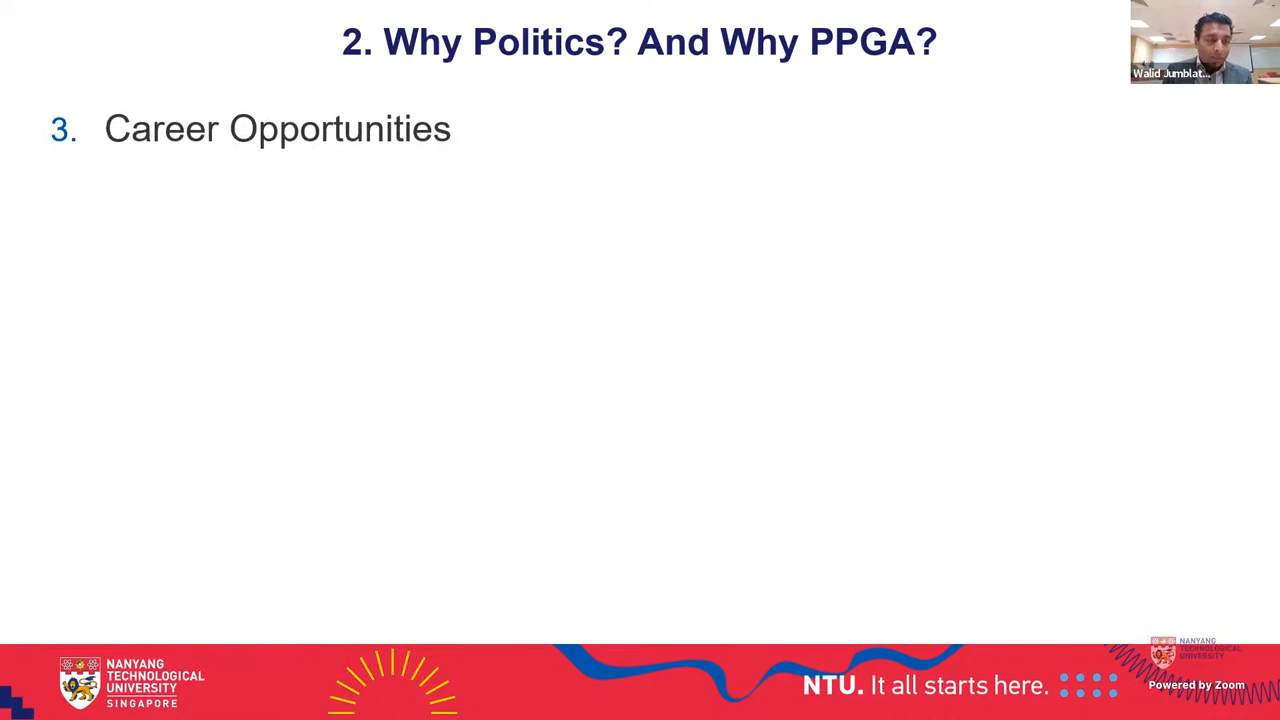 2. Why Politics? And Why PPGA?
Walid Jumblat...
3. Career Opportunities
NANYANG
TECHNOLOGICAL
UNIVERSITY
SINGAPORE
NTU. It all starts here.
NANYANG
TECHNOLOGICAL
UNIVERSITY
Powered by Zoom